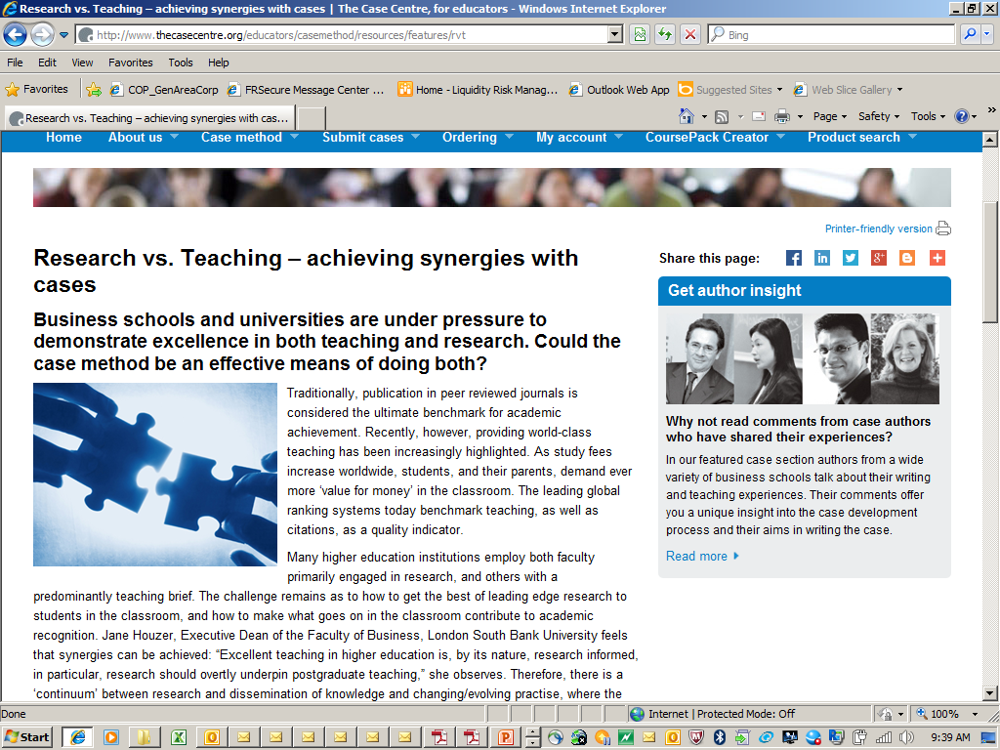 Research vs. Teaching – achieving synergies with cases | The Case Centre, for educators - Windows Internet Explorer
http://www.thecasecentre.org/educators/casemethod/resources/features/rvt
Bing
File Edit View Favorites Tools Help
Favorites COP_GenAreaCorp FRSecure Message Center ... Home - Liquidity Risk Manag... Outlook Web App Suggested Sites Web Slice Gallery
Research vs. Teaching – achieving synergies with cas... Page Safety Tools »
Home About us Case method Submit cases Ordering My account CoursePack Creator Product search
Printer-friendly version
Research vs. Teaching – achieving synergies with
cases
Share this page:
Business schools and universities are under pressure to
demonstrate excellence in both teaching and research. Could the
case method be an effective means of doing both?
Traditionally, publication in peer reviewed journals is
considered the ultimate benchmark for academic
achievement. Recently, however, providing world-class
teaching has been increasingly highlighted. As study fees
increase worldwide, students, and their parents, demand ever
more ‘value for money’ in the classroom. The leading global
ranking systems today benchmark teaching, as well as
citations, as a quality indicator.
Many higher education institutions employ both faculty
primarily engaged in research, and others with a
predominantly teaching brief. The challenge remains as to how to get the best of leading edge research to
students in the classroom, and how to make what goes on in the classroom contribute to academic
recognition. Jane Houzer, Executive Dean of the Faculty of Business, London South Bank University feels
that synergies can be achieved: “Excellent teaching in higher education is, by its nature, research informed,
in particular, research should overtly underpin postgraduate teaching,” she observes. Therefore, there is a
‘continuum’ between research and dissemination of knowledge and changing/evolving practise, where the
Get author insight
Why not read comments from case authors
who have shared their experiences?
In our featured case section authors from a wide
variety of business schools talk about their writing
and teaching experiences. Their comments offer
you a unique insight into the case development
process and their aims in writing the case.
Read more
Done Internet | Protected Mode: Off 100%
Start 9:39 AM